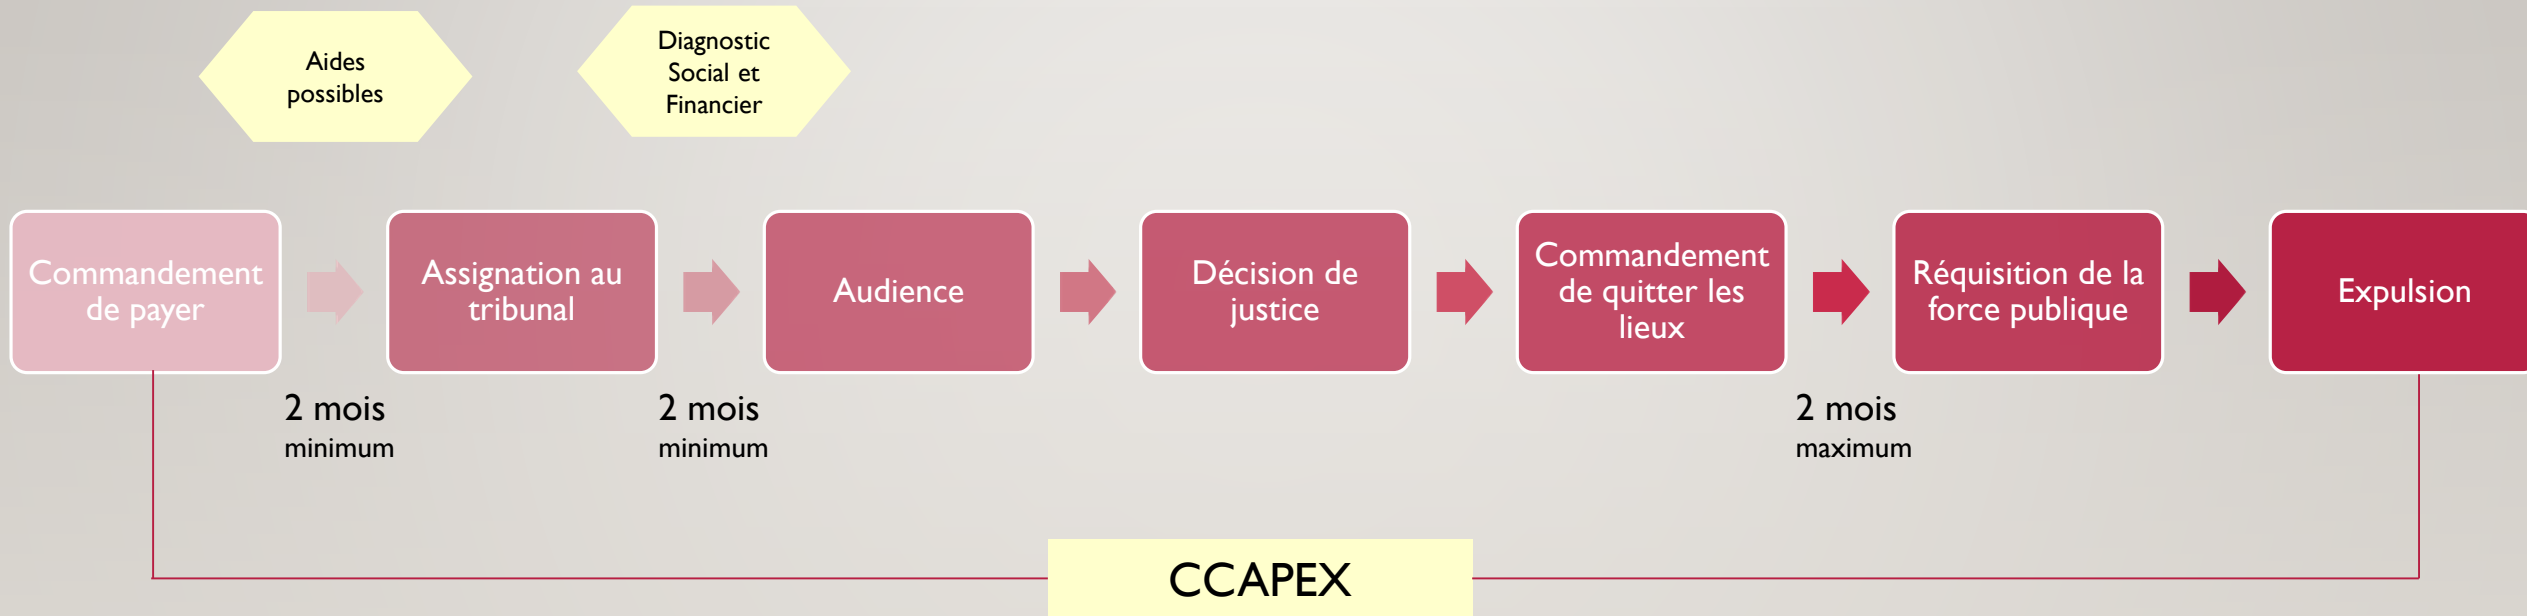 Aides
possibles
Diagnostic
Social et
Financier
Commandement
de payer
Assignation au
tribunal
Audience
Décision de
justice
Commandement
de quitter les
lieux
Réquisition de la
force publique
Expulsion
2 mois
minimum
2 mois
minimum
2 mois
maximum
CCAPEX